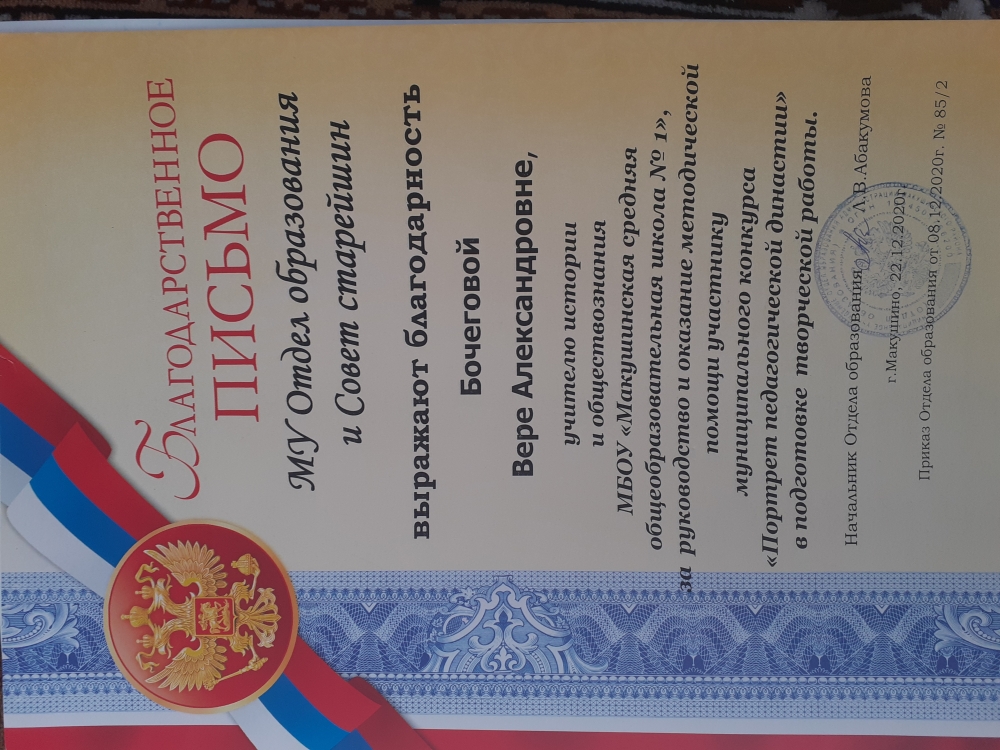 БЛАГОДАРСТВЕННОЕ
ПИСЬМО
МУ Отдел образования
и Совет старейшин
выражают благодарность
Бочеговой
Вере Александровне,
учителю истории
и обществознания
МБОУ «Макушинская средняя
общеобразовательная школа № 1»,
за руководство и оказание методической
помощи участнику
муниципального конкурса
«Портрет педагогической династии»
в подготовке творческой работы.
Начальник Отдела образования Л.В.Абакумова
г.Макушино, 22.12.2020г.
Приказ Отдела образования от 08.12.2020г. № 85/2